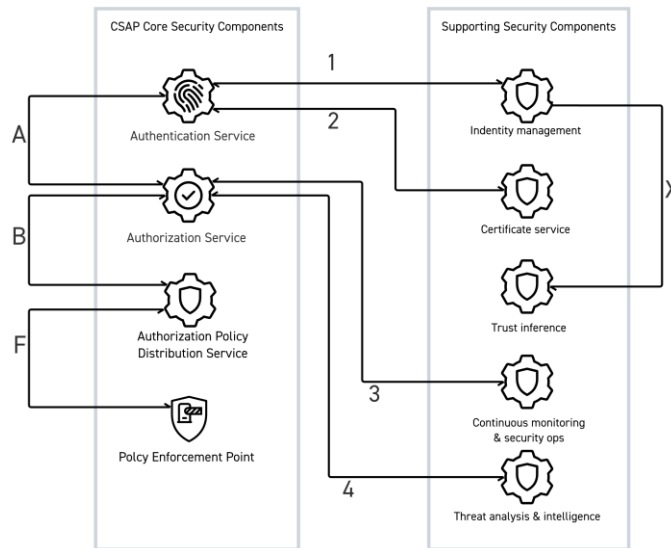 CSAP Core Security Components
Supporting Security Components
1
2
A
Authentication Service
Indentity management
X
B
Authorization Service
Certificate service
F
Authorization Policy
Distribution Service
Trust inference
3
Continuous monitoring
& security ops
Polcy Enforcement Point
4
Threat analysis & intelligence